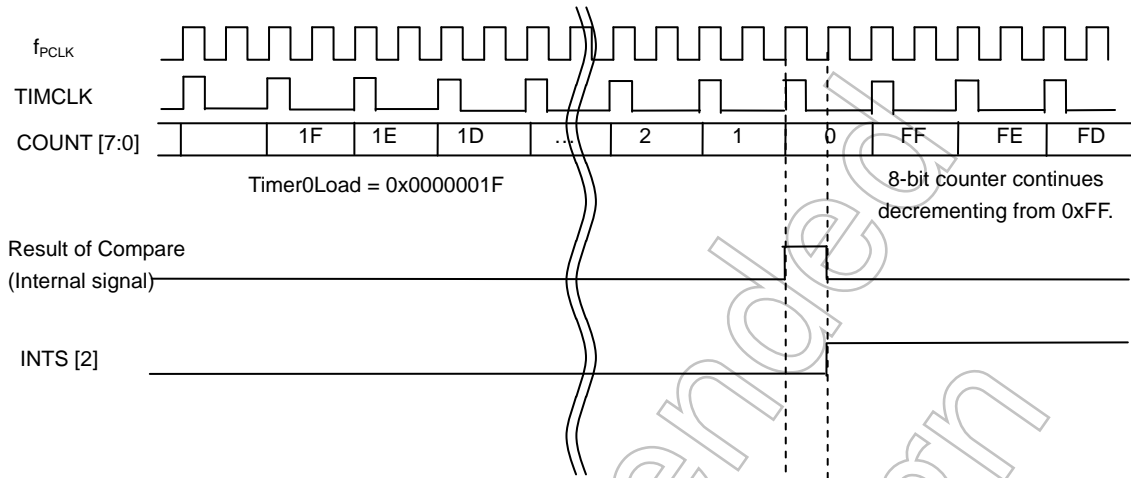 fPCLK
TIMCLK
COUNT [7:0] 1F 1E 1D ... 2 1 0 FF FE FD
Timer0Load = 0x0000001F
8-bit counter continues
decrementing from 0xFF.
Result of Compare
(Internal signal)
INTS [2]